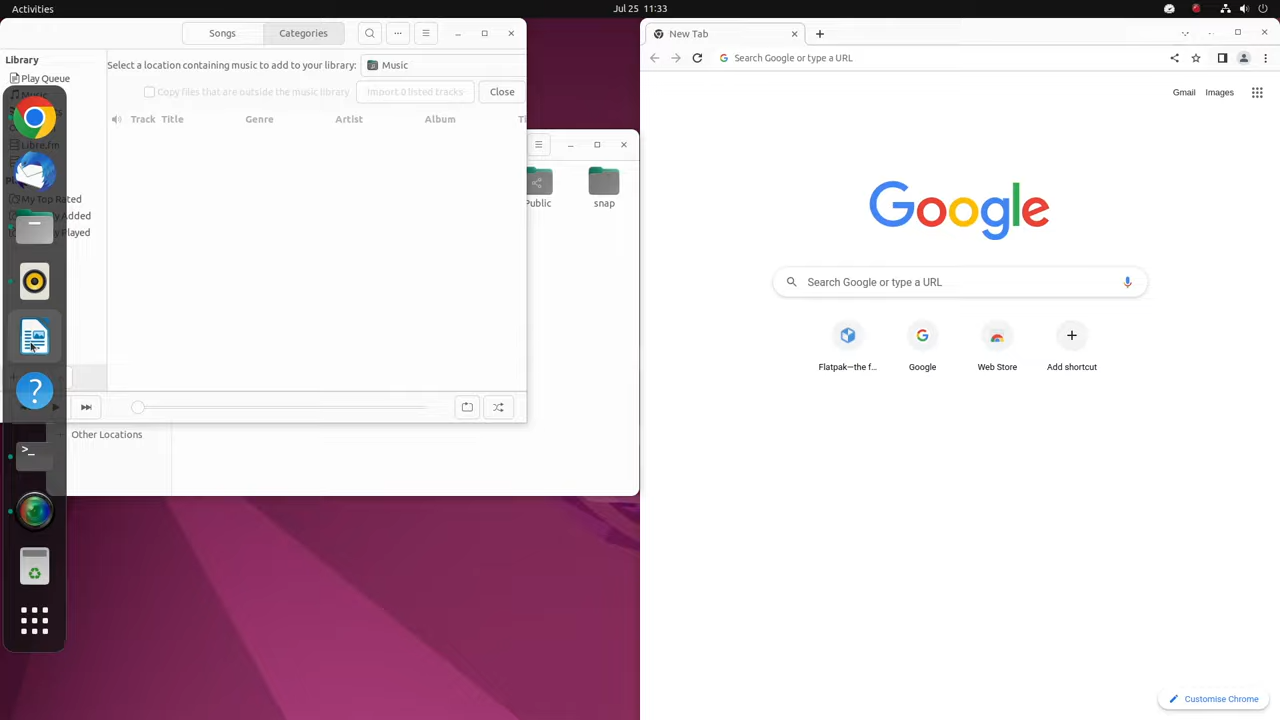 Activities
Jul 25 11:33
Songs
Categories
Library
Play Queue
Music
Libre.fm
My Top Rated
Added
Played
Select a location containing music to add to your library:
Music
Copy files that are outside the music library
Import 0 listed tracks
Close
Track
Title
Genre
Artist
Album
Public
snap
Other Locations
New Tab
Search Google or type a URL
Gmail
Images
Google
Search Google or type a URL
Flatpak—the f...
Google
Web Store
Add shortcut
Customise Chrome